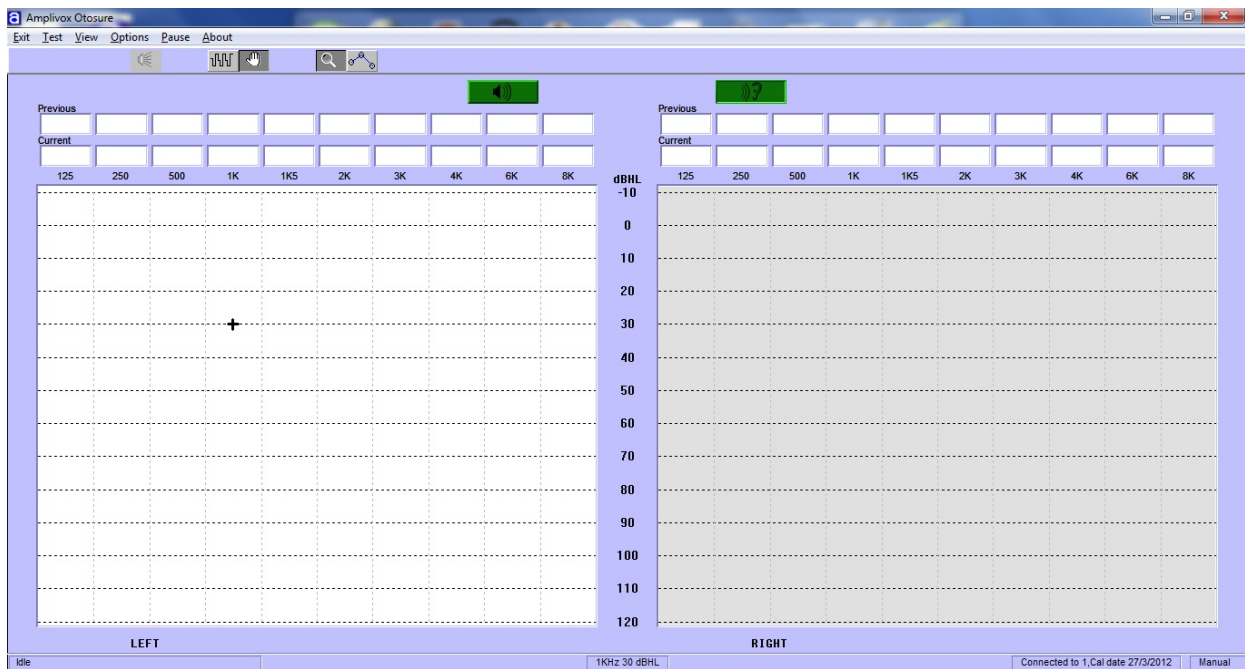 a Amplivox Otosure
Exit Test View Options Pause About
Previous Previous
Current Current
125 250 500 1K 1K5 2K 3K 4K 6K 8K dBHL 125 250 500 1K 1K5 2K 3K 4K 6K 8K
-10
0
10
20
30
40
50
60
70
80
90
100
110
120
LEFT RIGHT
Idle 1KHz 30 dBHL Connected to 1,Cal date 27/3/2012 Manual